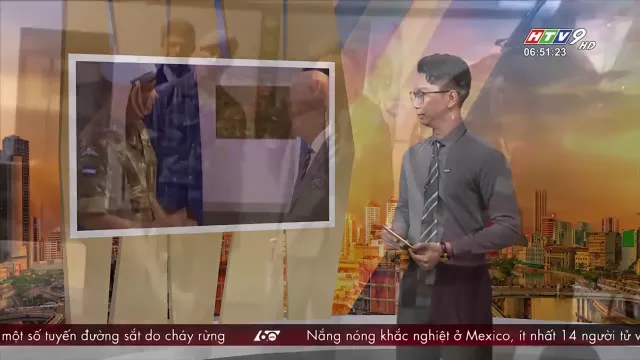 HTV9 HD
06:51:23
một số tuyến đường sắt do cháy rừng 60 Nắng nóng khắc nghiệt ở Mexico, ít nhất 14 người tử v